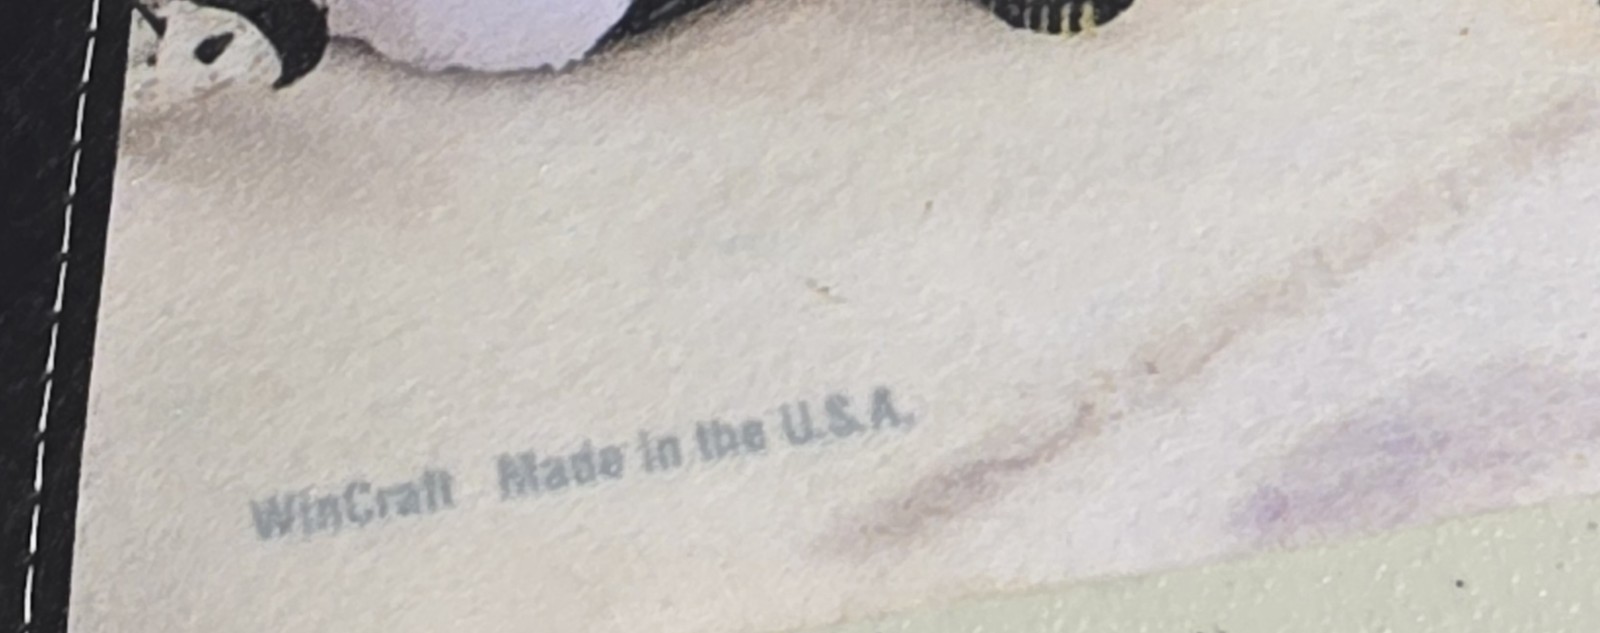 WinCraft Made in the U.S.A.